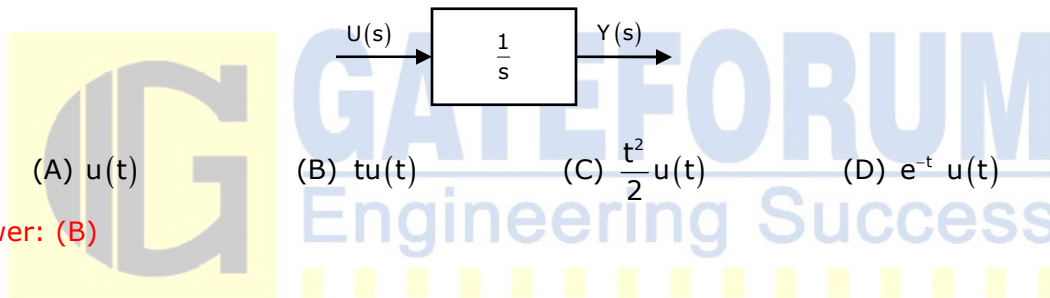 U(s) 1/s Y(s)
GATEFORUM
(A) u(t) (B) tu(t) (C) t²/2 u(t) (D) e⁻ᵗ u(t)
Engineering Success
wer: (B)